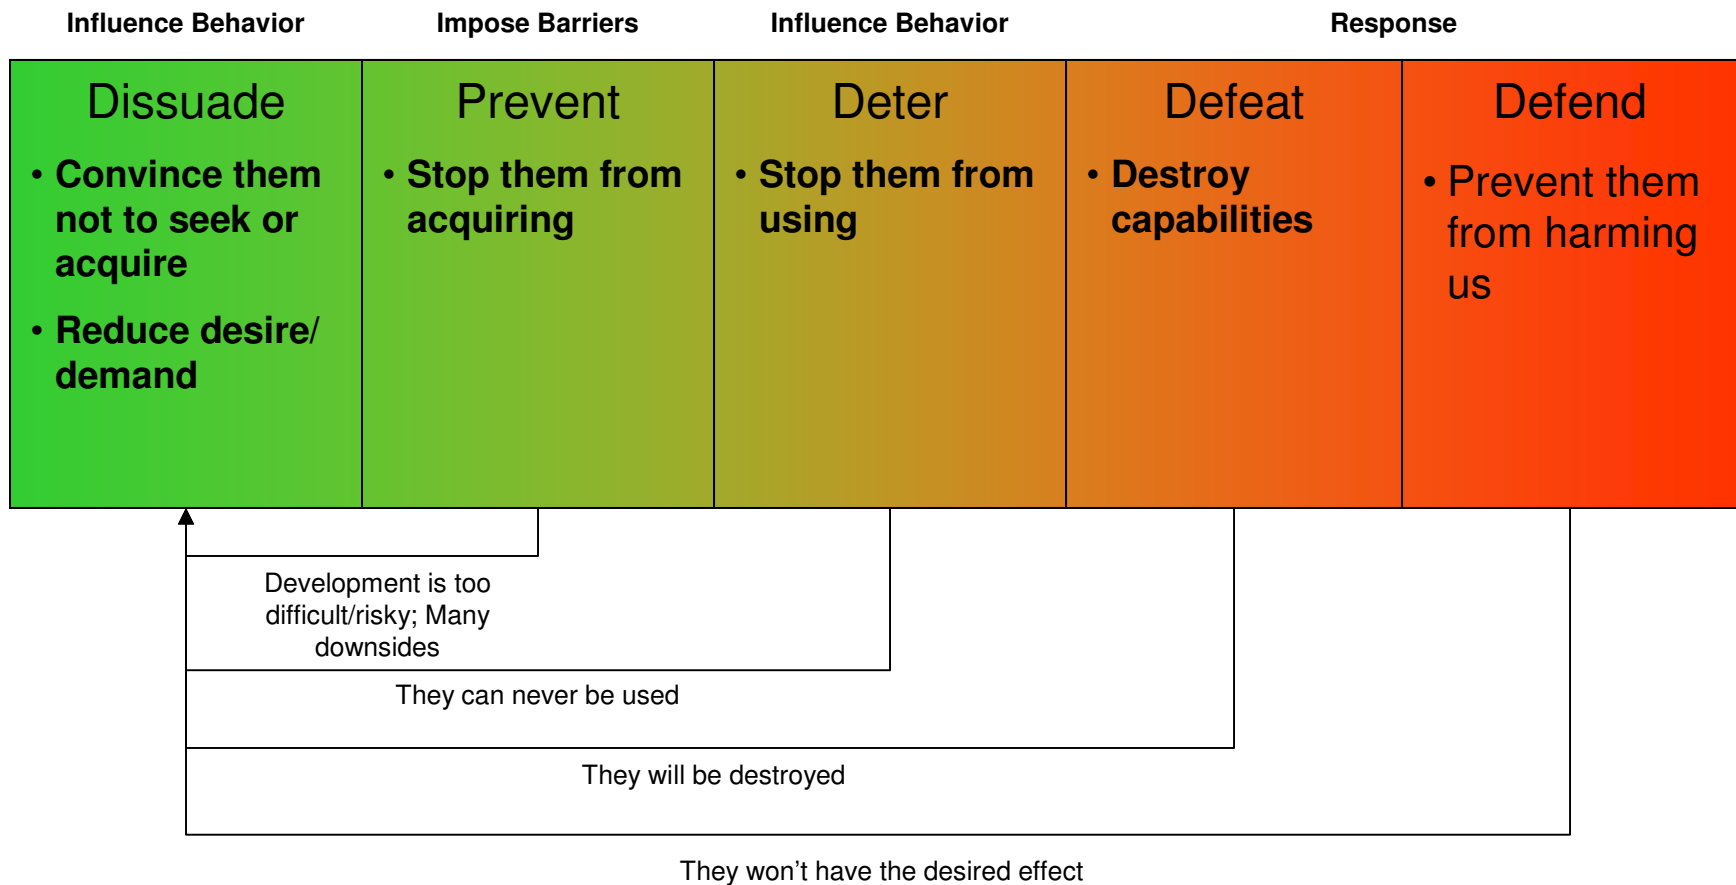 Influence Behavior
Impose Barriers
Influence Behavior
Response
Dissuade
• Convince them
not to seek or
acquire
• Reduce desire/
demand
Prevent
• Stop them from
acquiring
Deter
• Stop them from
using
Defeat
• Destroy
capabilities
Defend
• Prevent them
from harming
us
Development is too
difficult/risky; Many
downsides
They can never be used
They will be destroyed
They won't have the desired effect